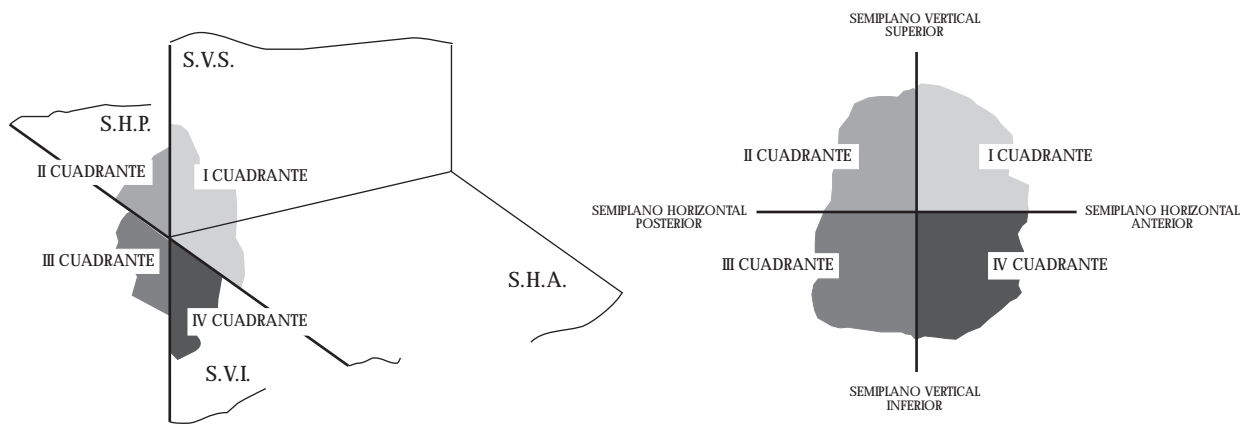 S.V.S.
S.H.P.
II CUADRANTE
I CUADRANTE
III CUADRANTE
S.H.A.
IV CUADRANTE
S.V.I.
SEMIPLANO VERTICAL
SUPERIOR
II CUADRANTE
I CUADRANTE
SEMIPLANO HORIZONTAL
POSTERIOR
SEMIPLANO HORIZONTAL
ANTERIOR
III CUADRANTE
IV CUADRANTE
SEMIPLANO VERTICAL
INFERIOR